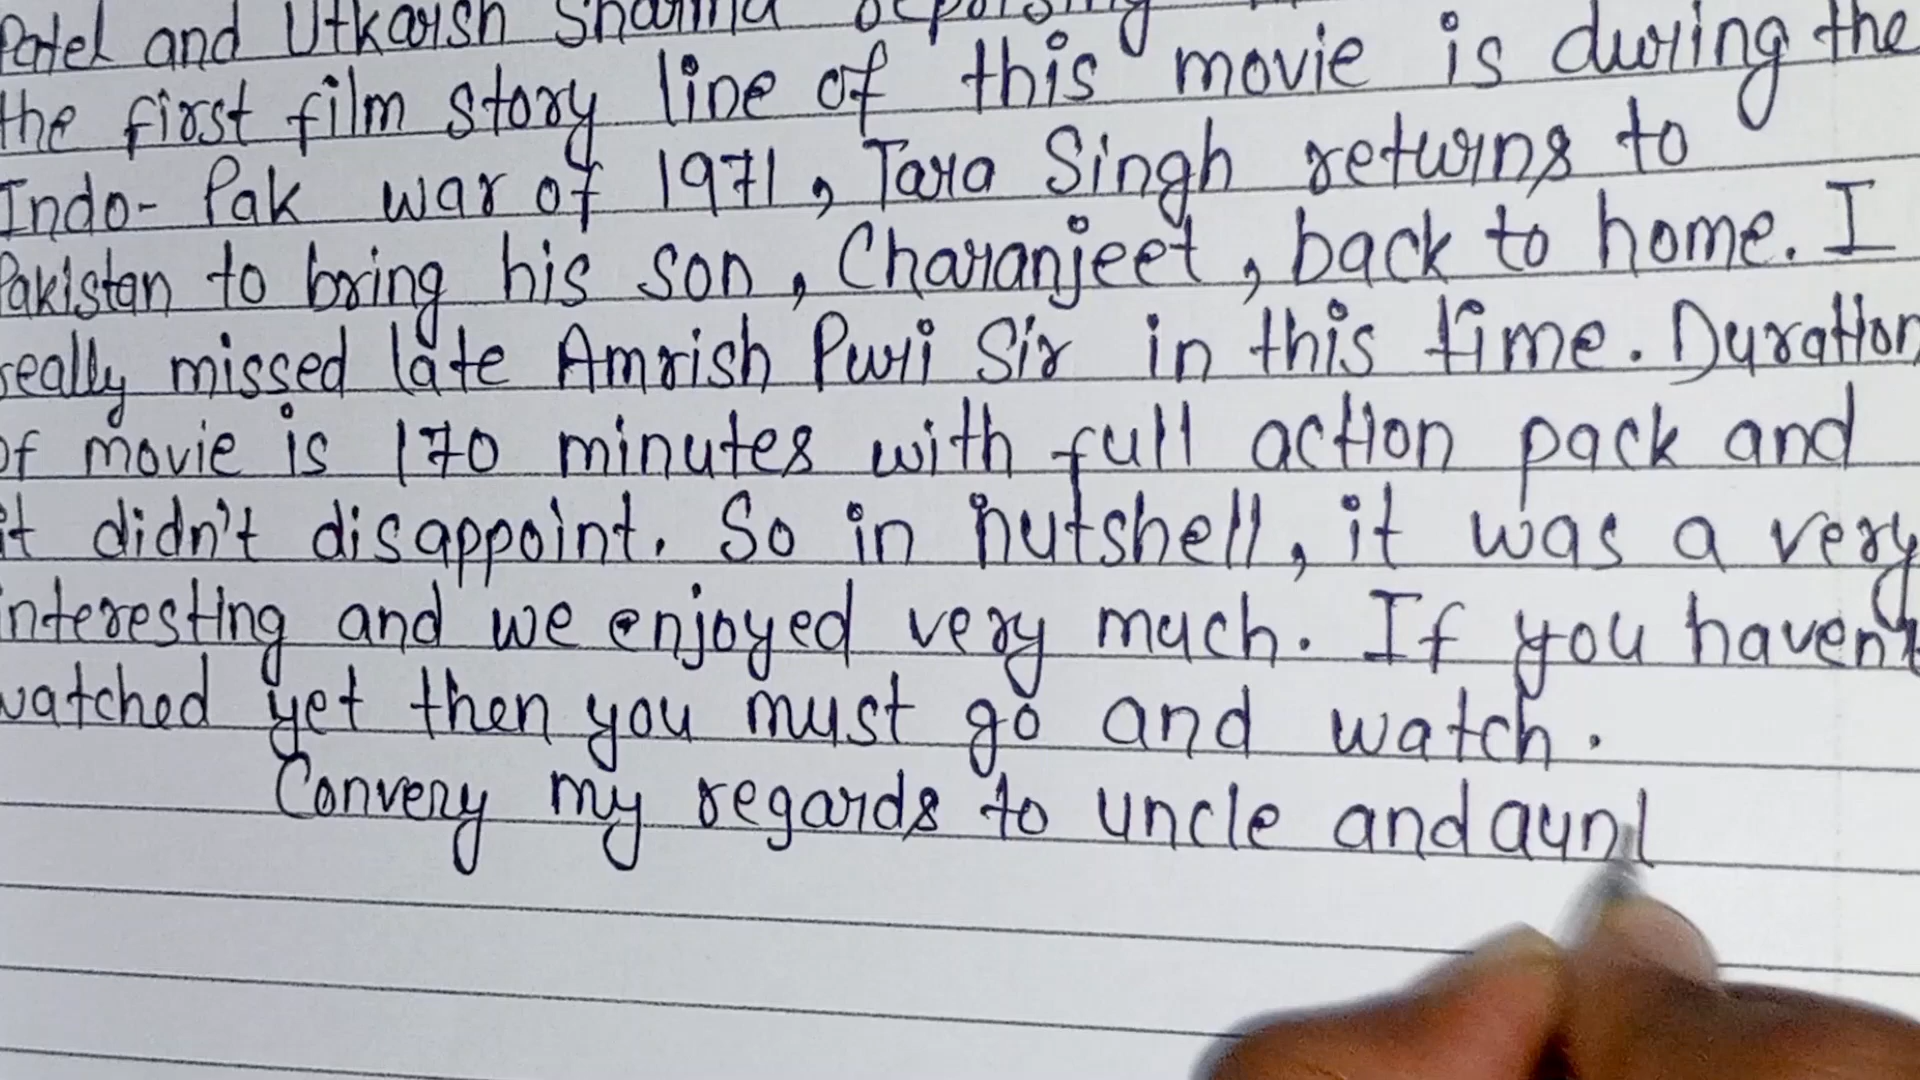 Patel and Utkarsh Sharma
the first film story line of this movie is during the
Indo- Pak war of 1971, Tara Singh returns to
Pakistan to bring his son, Charanjeet, back to home. I
really missed late Amrish Puri Sir in this time. Duration
of movie is 170 minutes with full action pack and
it didn't disappoint. So in nutshell, it was a very
interesting and we enjoyed very much. If you haven't
watched yet then you must go and watch.
Convery my regards to uncle and aun